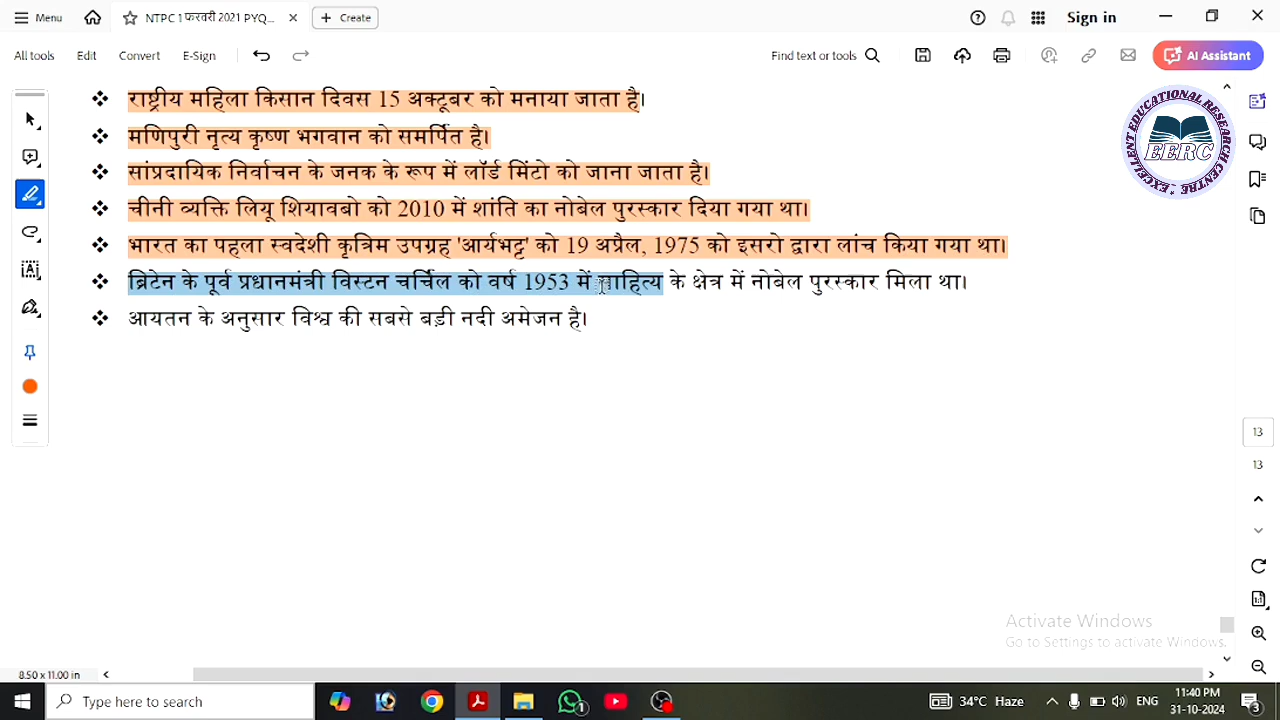 Menu
NTPC 1 फरवरी 2021 PYQ...
Create
Sign in
All tools
Edit
Convert
E-Sign
Find text or tools
AI Assistant
❖ राष्ट्रीय महिला किसान दिवस 15 अक्टूबर को मनाया जाता है।
❖ मणिपुरी नृत्य कृष्ण भगवान को समर्पित है।
❖ सांप्रदायिक निर्वाचन के जनक के रूप में लॉर्ड मिंटो को जाना जाता है।
❖ चीनी व्यक्ति लियू शियावबो को 2010 में शांति का नोबेल पुरस्कार दिया गया था।
❖ भारत का पहला स्वदेशी कृत्रिम उपग्रह 'आर्यभट्ट' को 19 अप्रैल, 1975 को इसरो द्वारा लांच किया गया था।
❖ ब्रिटेन के पूर्व प्रधानमंत्री विस्टन चर्चिल को वर्ष 1953 में साहित्य के क्षेत्र में नोबेल पुरस्कार मिला था।
❖ आयतन के अनुसार विश्व की सबसे बड़ी नदी अमेजन है।
EXCELLENT EDUCATIONAL RESEARCH CENTRE
EERC
13
13
Activate Windows
Go to Settings to activate Windows.
8.50 x 11.00 in
Type here to search
1
34°C Haze
ENG
11:40 PM
31-10-2024
3